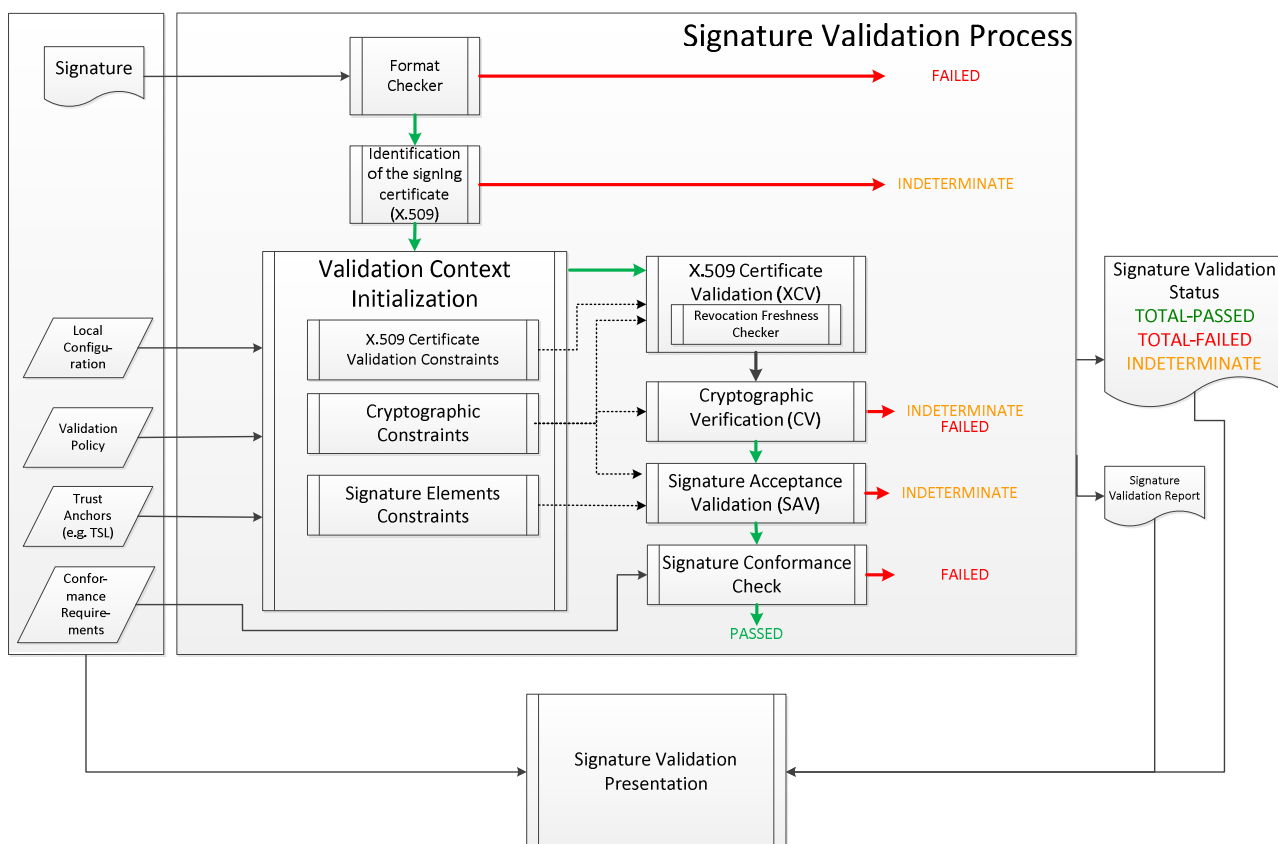 Signature Validation Process
Signature
Format
Checker
FAILED
Identification
of the signing
certificate
(X.509)
INDETERMINATE
Validation Context
Initialization
X.509 Certificate
Validation Constraints
Cryptographic
Constraints
Signature Elements
Constraints
X.509 Certificate
Validation (XCV)
Revocation Freshness
Checker
Cryptographic
Verification (CV)
INDETERMINATE
FAILED
Signature Acceptance
Validation (SAV)
INDETERMINATE
Signature Conformance
Check
FAILED
PASSED
Local
Configu-
ration
Validation
Policy
Trust
Anchors
(e.g. TSL)
Confor-
mance
Require-
ments
Signature Validation
Status
TOTAL-PASSED
TOTAL-FAILED
INDETERMINATE
Signature
Validation Report
Signature Validation
Presentation